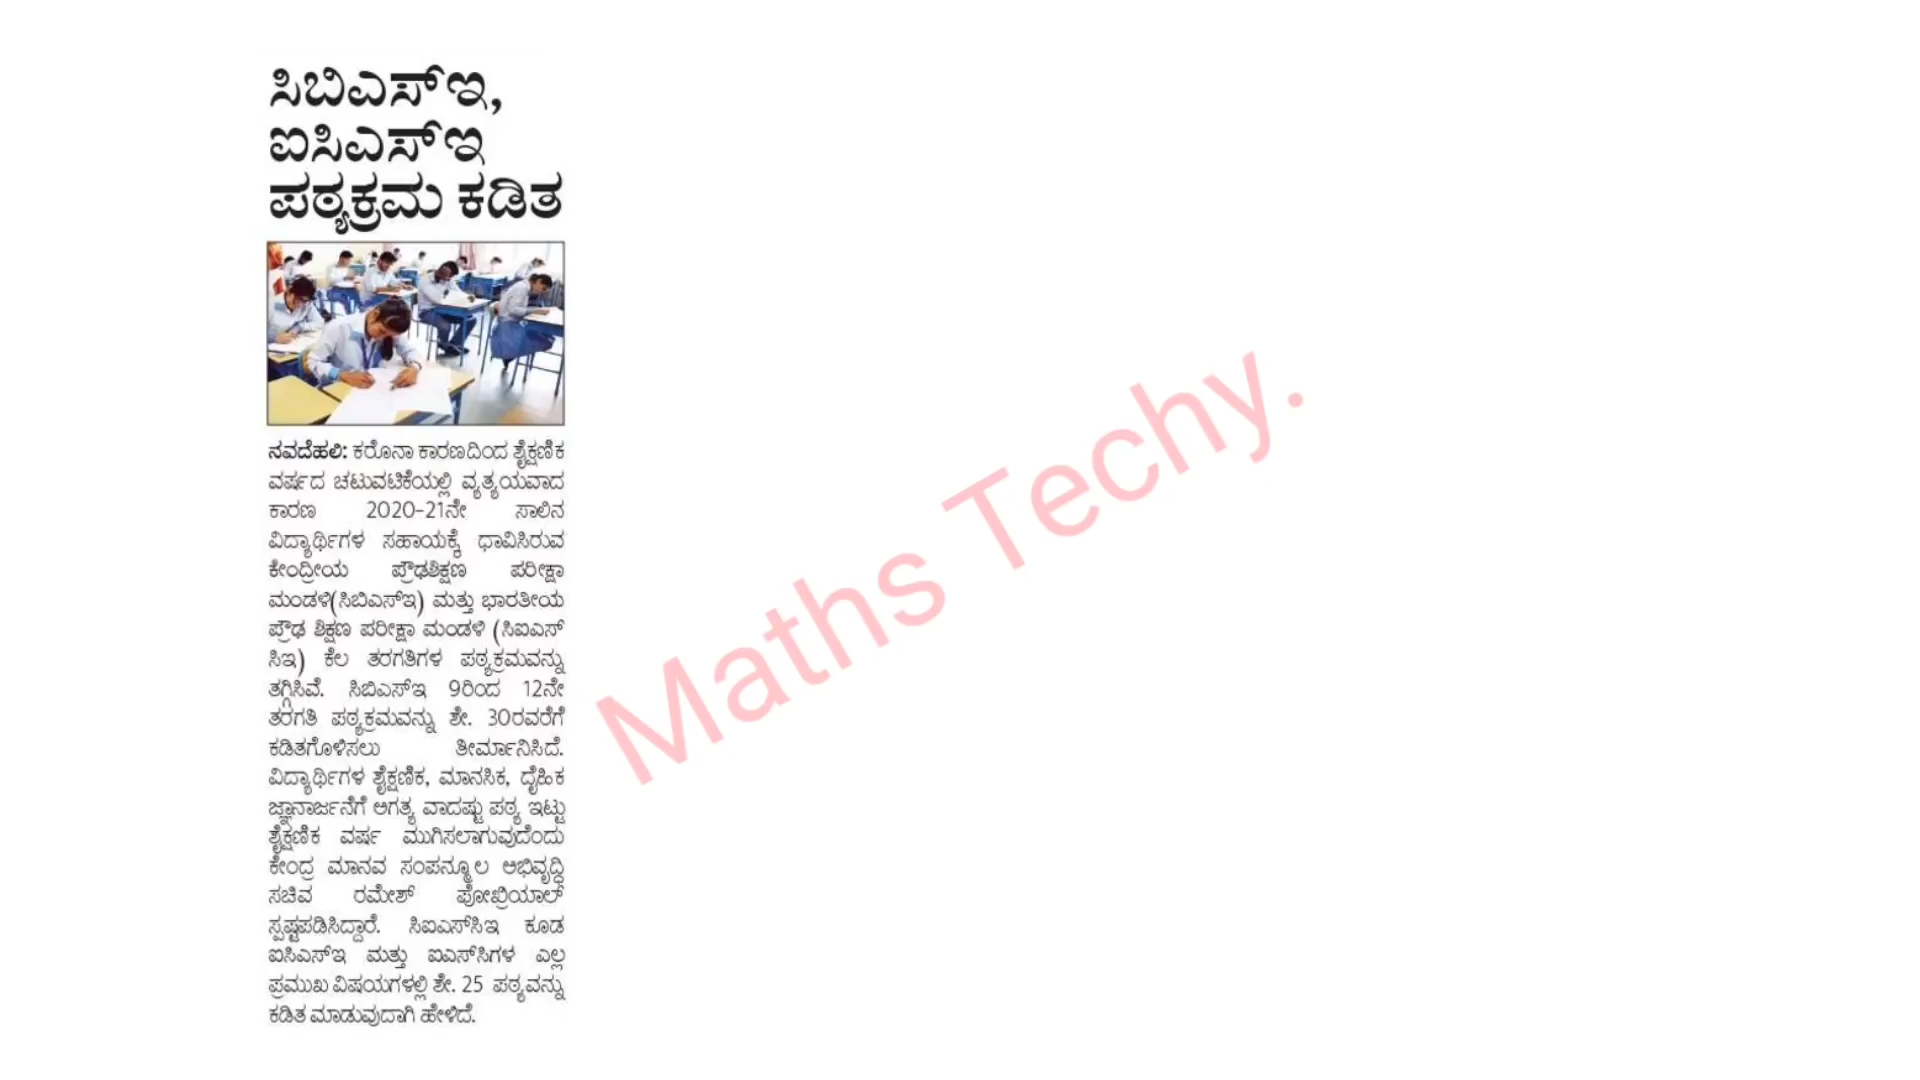 ಸಿಬಿಎಸ್‌ಇ,
ಐಸಿಎಸ್‌ಇ
ಪಠ್ಯಕ್ರಮ ಕಡಿತ
ನವದೆಹಲಿ: ಕರೊನಾ ಕಾರಣದಿಂದ ಶೈಕ್ಷಣಿಕ
ವರ್ಷದ ಚಟುವಟಿಕೆಯಲ್ಲಿ ವ್ಯತ್ಯಯವಾದ
ಕಾರಣ 2020-21ನೇ ಸಾಲಿನ
ವಿದ್ಯಾರ್ಥಿಗಳ ಸಹಾಯಕ್ಕೆ ಧಾವಿಸಿರುವ
ಕೇಂದ್ರೀಯ ಪ್ರೌಢಶಿಕ್ಷಣ ಪರೀಕ್ಷಾ
ಮಂಡಳಿ(ಸಿಬಿಎಸ್‌ಇ) ಮತ್ತು ಭಾರತೀಯ
ಪ್ರೌಢ ಶಿಕ್ಷಣ ಪರೀಕ್ಷಾ ಮಂಡಳಿ (ಸಿಐಎಸ್
ಸಿಇ) ಕೆಲ ತರಗತಿಗಳ ಪಠ್ಯಕ್ರಮವನ್ನು
ತಗ್ಗಿಸಿವೆ. ಸಿಬಿಎಸ್‌ಇ 9ರಿಂದ 12ನೇ
ತರಗತಿ ಪಠ್ಯಕ್ರಮವನ್ನು ಶೇ. 30ರವರೆಗೆ
ಕಡಿತಗೊಳಿಸಲು ತೀರ್ಮಾನಿಸಿದೆ.
ವಿದ್ಯಾರ್ಥಿಗಳ ಶೈಕ್ಷಣಿಕ, ಮಾನಸಿಕ, ದೈಹಿಕ
ಜ್ಞಾನಾರ್ಜನೆಗೆ ಅಗತ್ಯ ವಾದಷ್ಟು ಪಠ್ಯ ಇಟ್ಟು
ಶೈಕ್ಷಣಿಕ ವರ್ಷ ಮುಗಿಸಲಾಗುವುದೆಂದು
ಕೇಂದ್ರ ಮಾನವ ಸಂಪನ್ಮೂಲ ಅಭಿವೃದ್ಧಿ
ಸಚಿವ ರಮೇಶ್ ಪೋಖ್ರಿಯಾಲ್
ಸ್ಪಷ್ಟಪಡಿಸಿದ್ದಾರೆ. ಸಿಐಎಸ್‌ಸಿಇ ಕೂಡ
ಐಸಿಎಸ್‌ಇ ಮತ್ತು ಐಎಸ್‌ಸಿಗಳ ಎಲ್ಲ
ಪ್ರಮುಖ ವಿಷಯಗಳಲ್ಲಿ ಶೇ. 25 ಪಠ್ಯವನ್ನು
ಕಡಿತ ಮಾಡುವುದಾಗಿ ಹೇಳಿದೆ.
Maths Techy.